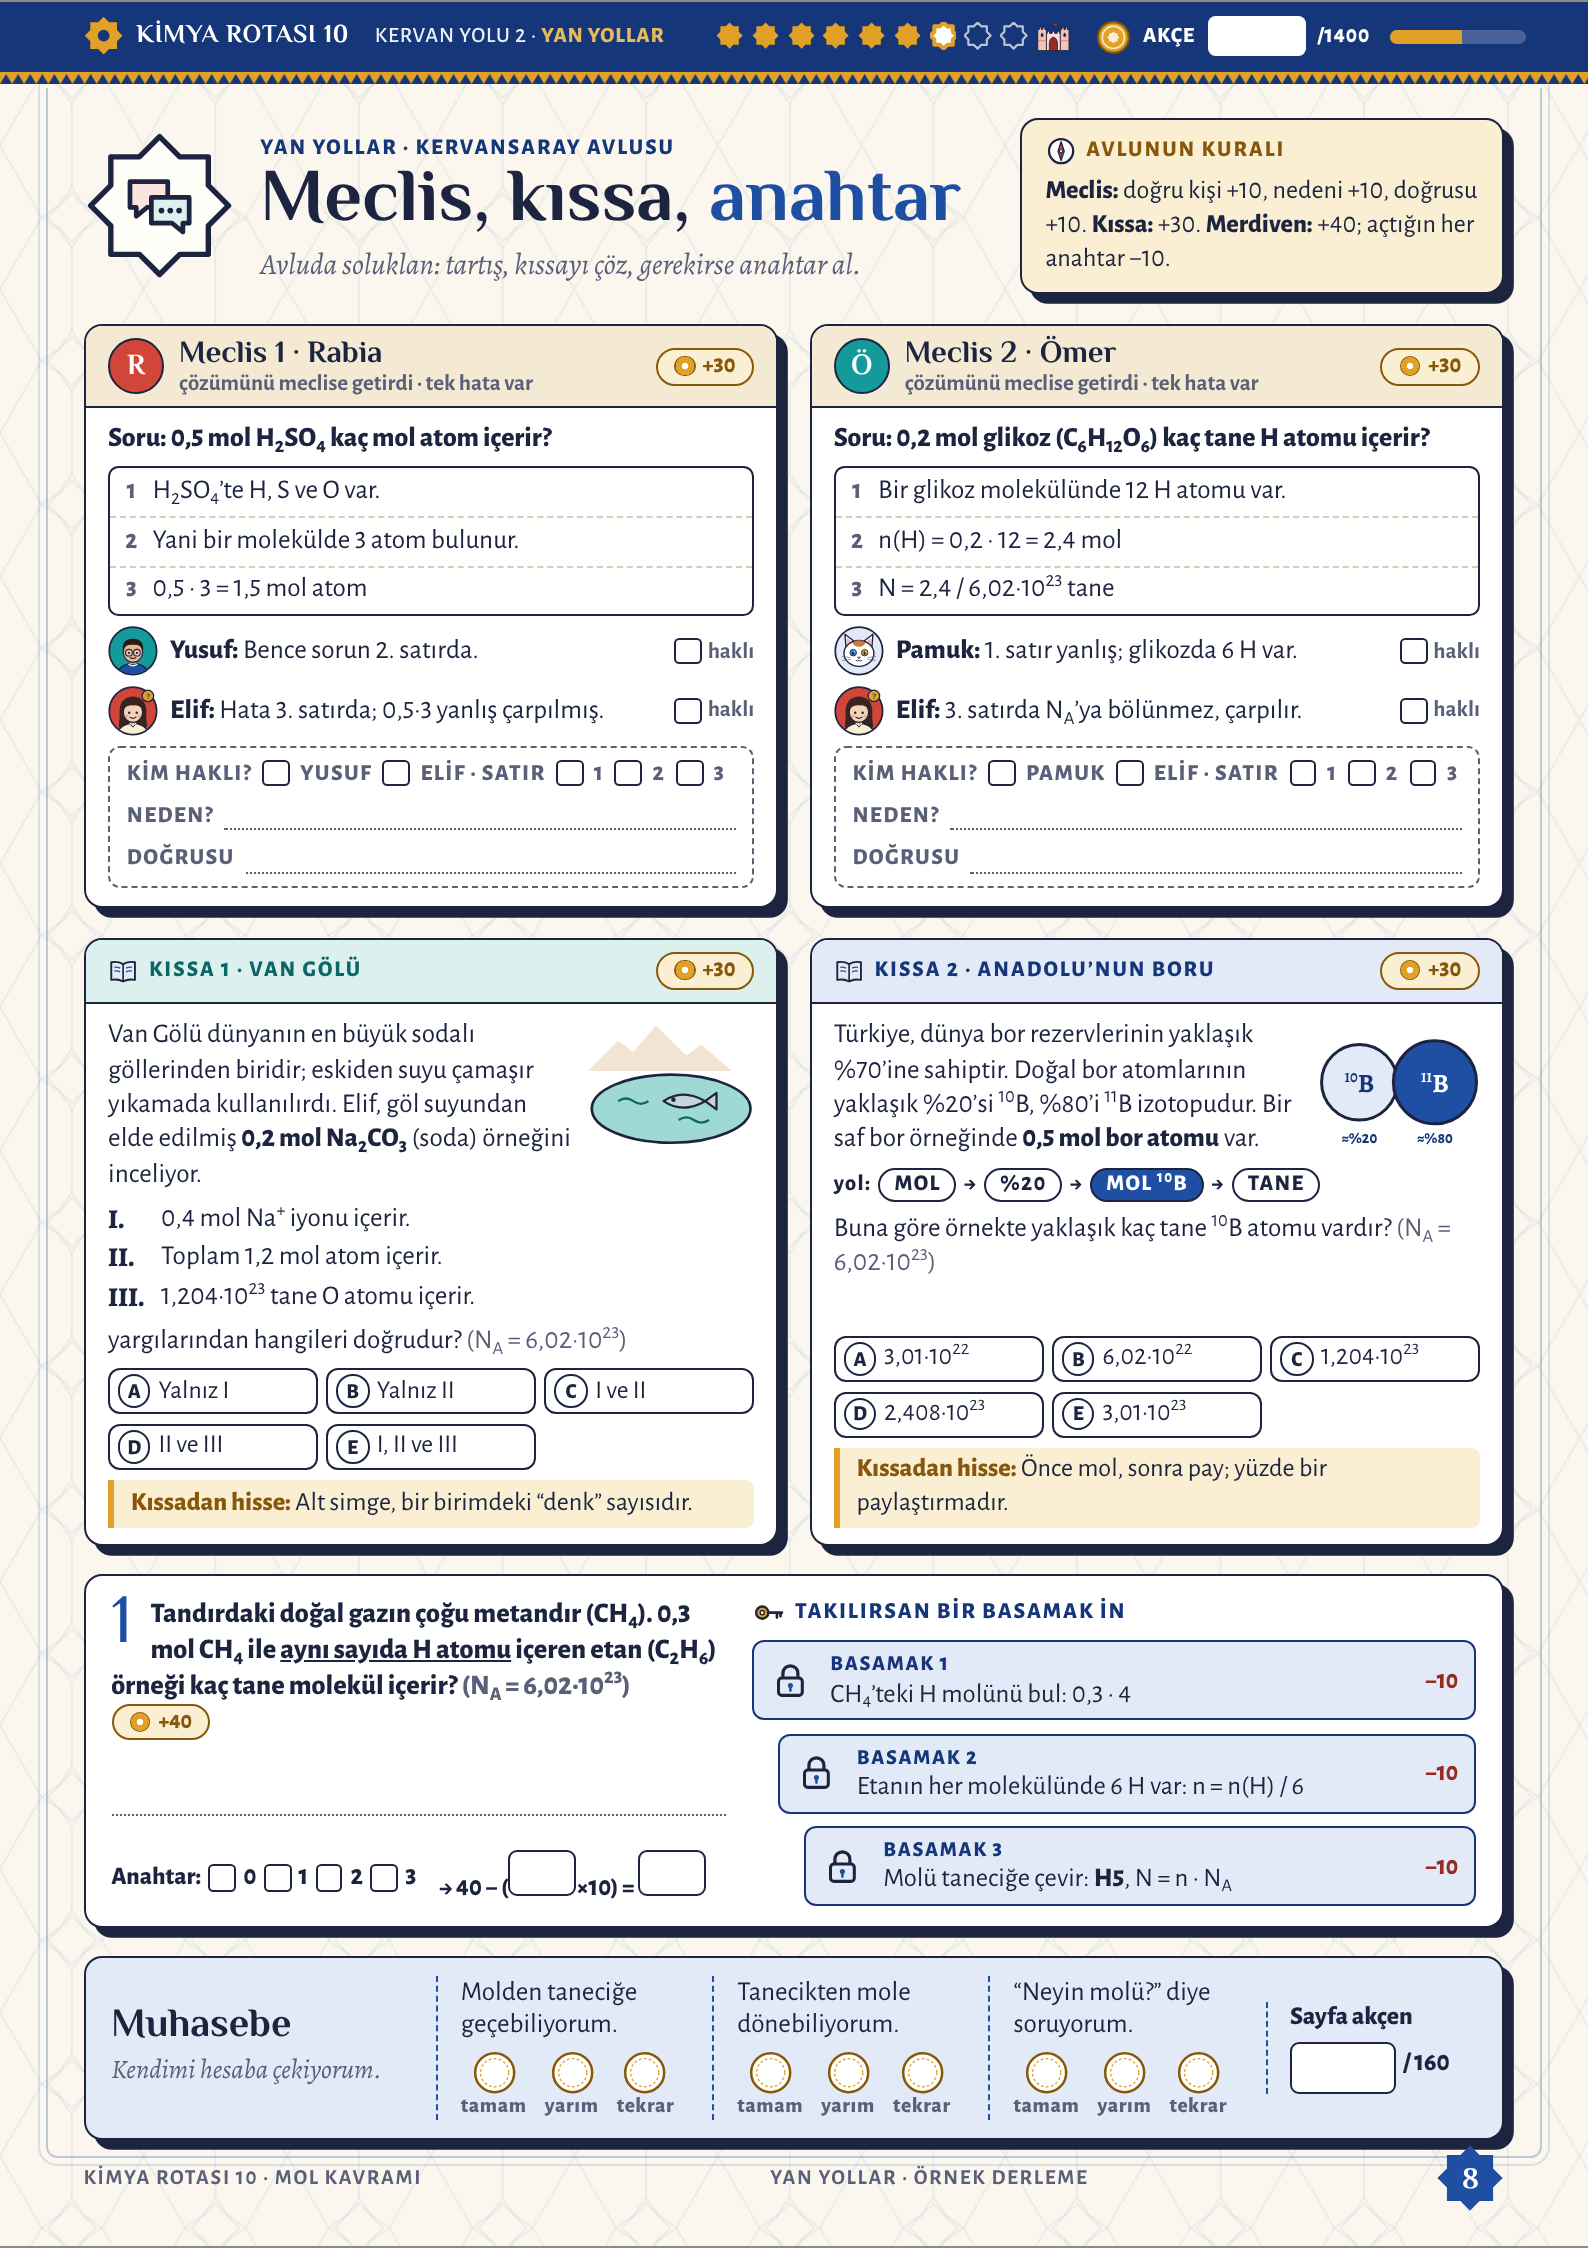 KİMYA ROTASI 10 KERVAN YOLU 2 · YAN YOLLAR AKÇE /1400
YAN YOLLAR · KERVANSARAY AVLUSU
Meclis, kıssa, anahtar
Avluda soluklan: tartış, kıssayı çöz, gerekirse anahtar al.
AVLUNUN KURALI
Meclis: doğru kişi +10, nedeni +10, doğrusu
+10. Kıssa: +30. Merdiven: +40; açtığın her
anahtar –10.
R Meclis 1 · Rabia +30
çözümünü meclise getirdi · tek hata var
Soru: 0,5 mol H₂SO₄ kaç mol atom içerir?
1 H₂SO₄’te H, S ve O var.
2 Yani bir molekülde 3 atom bulunur.
3 0,5 · 3 = 1,5 mol atom
Yusuf: Bence sorun 2. satırda. haklı
Elif: Hata 3. satırda; 0,5·3 yanlış çarpılmış. haklı
KİM HAKLI? YUSUF ELİF · SATIR 1 2 3
NEDEN?
DOĞRUSU
Ö Meclis 2 · Ömer +30
çözümünü meclise getirdi · tek hata var
Soru: 0,2 mol glikoz (C₆H₁₂O₆) kaç tane H atomu içerir?
1 Bir glikoz molekülünde 12 H atomu var.
2 n(H) = 0,2 · 12 = 2,4 mol
3 N = 2,4 / 6,02·10²³ tane
Pamuk: 1. satır yanlış; glikozda 6 H var. haklı
Elif: 3. satırda N_A’ya bölünmez, çarpılır. haklı
KİM HAKLI? PAMUK ELİF · SATIR 1 2 3
NEDEN?
DOĞRUSU
KISSA 1 · VAN GÖLÜ +30
Van Gölü dünyanın en büyük sodalı
göllerinden biridir; eskiden suyu çamaşır
yıkamada kullanılırdı. Elif, göl suyundan
elde edilmiş 0,2 mol Na₂CO₃ (soda) örneğini
inceliyor.
I. 0,4 mol Na⁺ iyonu içerir.
II. Toplam 1,2 mol atom içerir.
III. 1,204·10²³ tane O atomu içerir.
yargılarından hangileri doğrudur? (N_A = 6,02·10²³)
A Yalnız I B Yalnız II C I ve II
D II ve III E I, II ve III
Kıssadan hisse: Alt simge, bir birimdeki “denk” sayısıdır.
KISSA 2 · ANADOLU’NUN BORU +30
Türkiye, dünya bor rezervlerinin yaklaşık
%70’ine sahiptir. Doğal bor atomlarının
yaklaşık %20’si ¹⁰B, %80’i ¹¹B izotopudur. Bir
saf bor örneğinde 0,5 mol bor atomu var.
¹⁰B ¹¹B
≈%20 ≈%80
yol: MOL → %20 → MOL ¹⁰B → TANE
Buna göre örnekte yaklaşık kaç tane ¹⁰B atomu vardır? (N_A =
6,02·10²³)
A 3,01·10²² B 6,02·10²² C 1,204·10²³
D 2,408·10²³ E 3,01·10²³
Kıssadan hisse: Önce mol, sonra pay; yüzde bir
paylaştırmadır.
1 Tandırdaki doğal gazın çoğu metandır (CH₄). 0,3
mol CH₄ ile aynı sayıda H atomu içeren etan (C₂H₆)
örneği kaç tane molekül içerir? (N_A = 6,02·10²³)
+40
Anahtar: 0 1 2 3 → 40 – ( ×10) =
TAKILIRSAN BİR BASAMAK İN
BASAMAK 1
CH₄’teki H molünü bul: 0,3 · 4 –10
BASAMAK 2
Etanın her molekülünde 6 H var: n = n(H) / 6 –10
BASAMAK 3
Molü taneciğe çevir: H5, N = n · N_A –10
Muhasebe
Kendimi hesaba çekiyorum.
Molden taneciğe
geçebiliyorum.
tamam yarım tekrar
Tanecikten mole
dönebiliyorum.
tamam yarım tekrar
“Neyin molü?” diye
soruyorum.
tamam yarım tekrar
Sayfa akçen
/ 160
KİMYA ROTASI 10 · MOL KAVRAMI YAN YOLLAR · ÖRNEK DERLEME 8